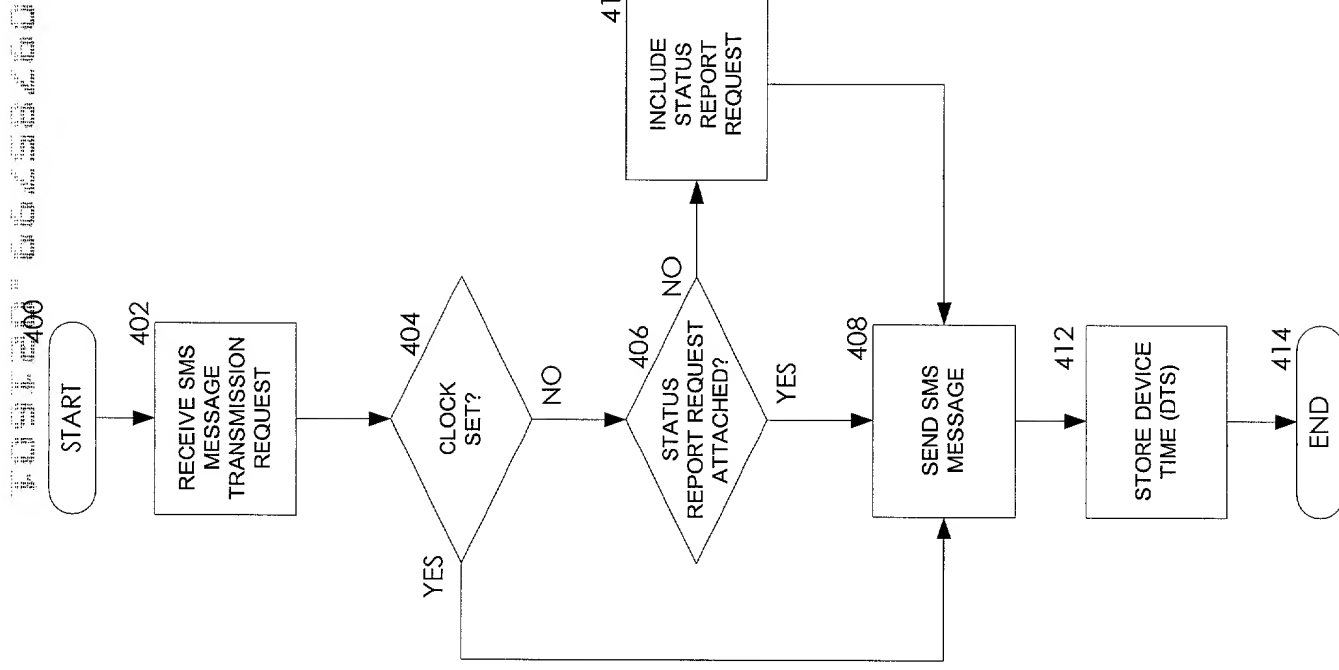 400
START
402
RECEIVE SMS
MESSAGE
TRANSMISSION
REQUEST
404
CLOCK
SET?
YES
NO
406
STATUS
REPORT REQUEST
ATTACHED?
NO
YES
INCLUDE
STATUS
REPORT
REQUEST
408
SEND SMS
MESSAGE
412
STORE DEVICE
TIME (DTS)
414
END